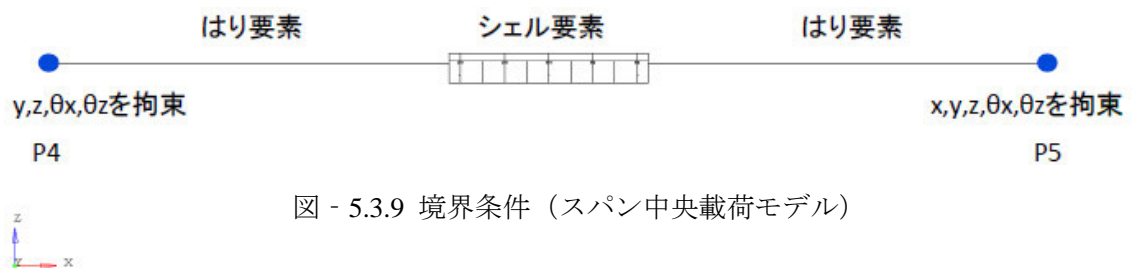 はり要素 シェル要素 はり要素
y,z,θx,θzを拘束 x,y,z,θx,θzを拘束
P4 P5
図 - 5.3.9 境界条件（スパン中央載荷モデル）
z
Y x